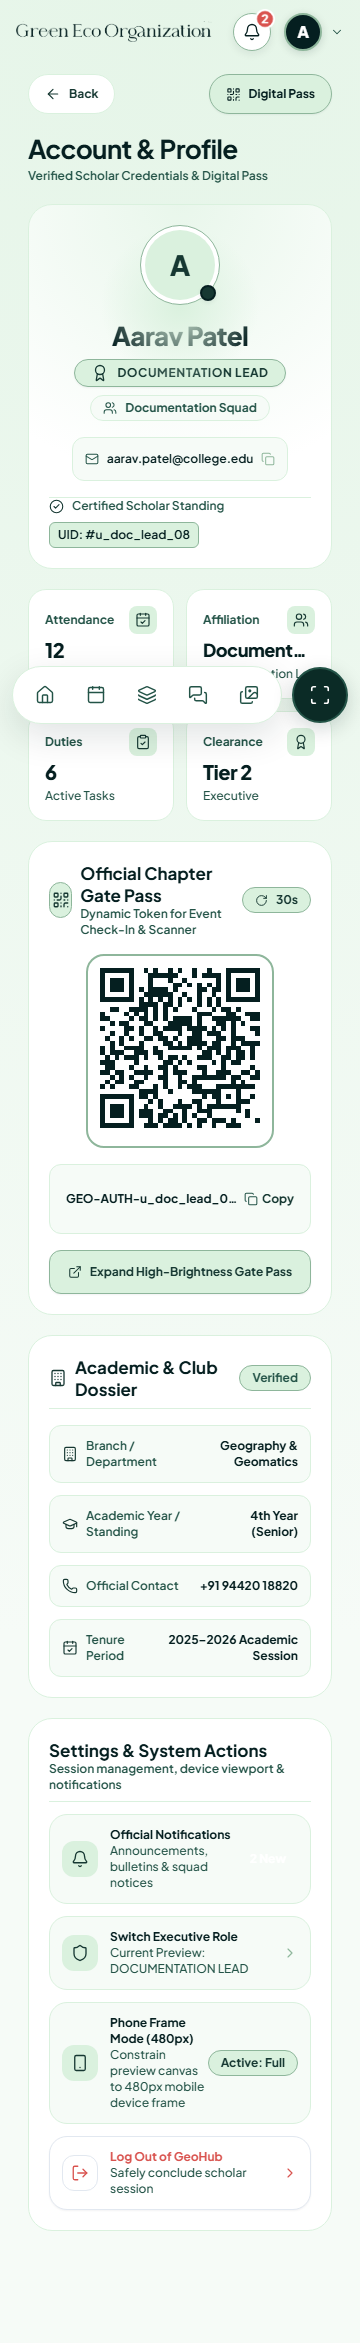 Green Eco Organization
2
A
Back
Digital Pass
Account & Profile
Verified Scholar Credentials & Digital Pass
A
Aarav Patel
DOCUMENTATION LEAD
Documentation Squad
aarav.patel@college.edu
Certified Scholar Standing
UID: #u_doc_lead_08
Attendance
12
Affiliation
Document...
Duties
6
Active Tasks
Clearance
Tier 2
Executive
Official Chapter
Gate Pass
Dynamic Token for Event
Check-In & Scanner
30s
GEO-AUTH-u_doc_lead_0...
Copy
Expand High-Brightness Gate Pass
Academic & Club
Dossier
Verified
Branch /
Department
Geography &
Geomatics
Academic Year /
Standing
4th Year
(Senior)
Official Contact
+91 94420 18820
Tenure
Period
2025–2026 Academic
Session
Settings & System Actions
Session management, device viewport &
notifications
Official Notifications
Announcements,
bulletins & squad
notices
2 New
Switch Executive Role
Current Preview:
DOCUMENTATION LEAD
Phone Frame
Mode (480px)
Constrain
preview canvas
to 480px mobile
device frame
Active: Full
Log Out of GeoHub
Safely conclude scholar
session